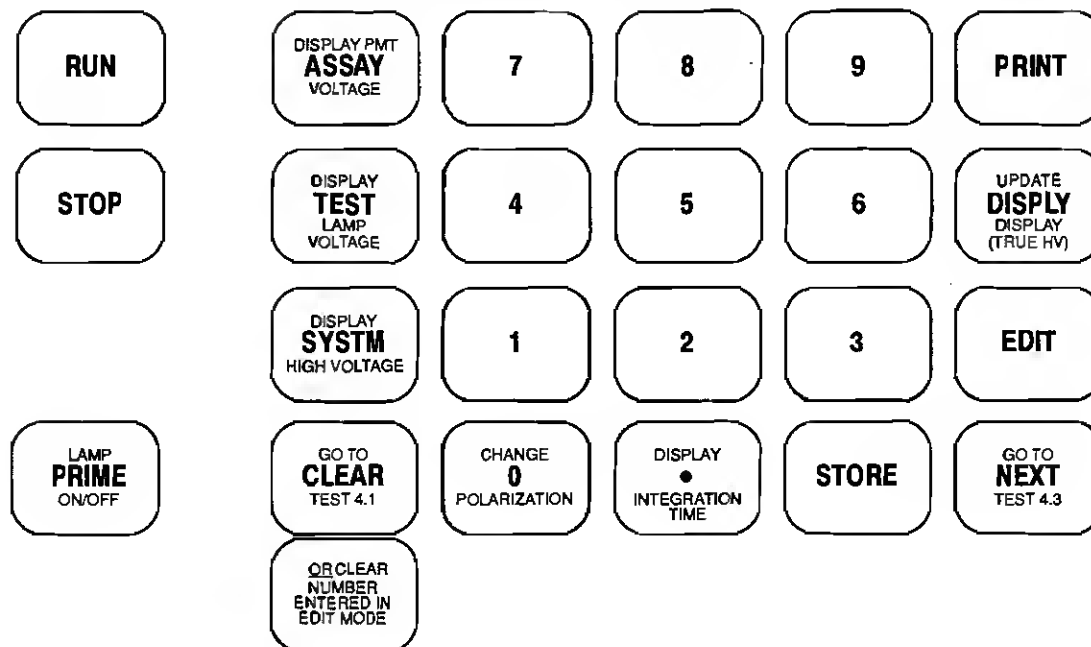 RUN
DISPLAY PMT
ASSAY
VOLTAGE
7
8
9
PRINT
STOP
DISPLAY
TEST
LAMP
VOLTAGE
4
5
6
UPDATE
DISPLY
DISPLAY
(TRUE HV)
DISPLAY
SYSTM
HIGH VOLTAGE
1
2
3
EDIT
LAMP
PRIME
ON/OFF
GO TO
CLEAR
TEST 4.1
CHANGE
0
POLARIZATION
DISPLAY
●
INTEGRATION
TIME
STORE
GO TO
NEXT
TEST 4.3
OR CLEAR
NUMBER
ENTERED IN
EDIT MODE